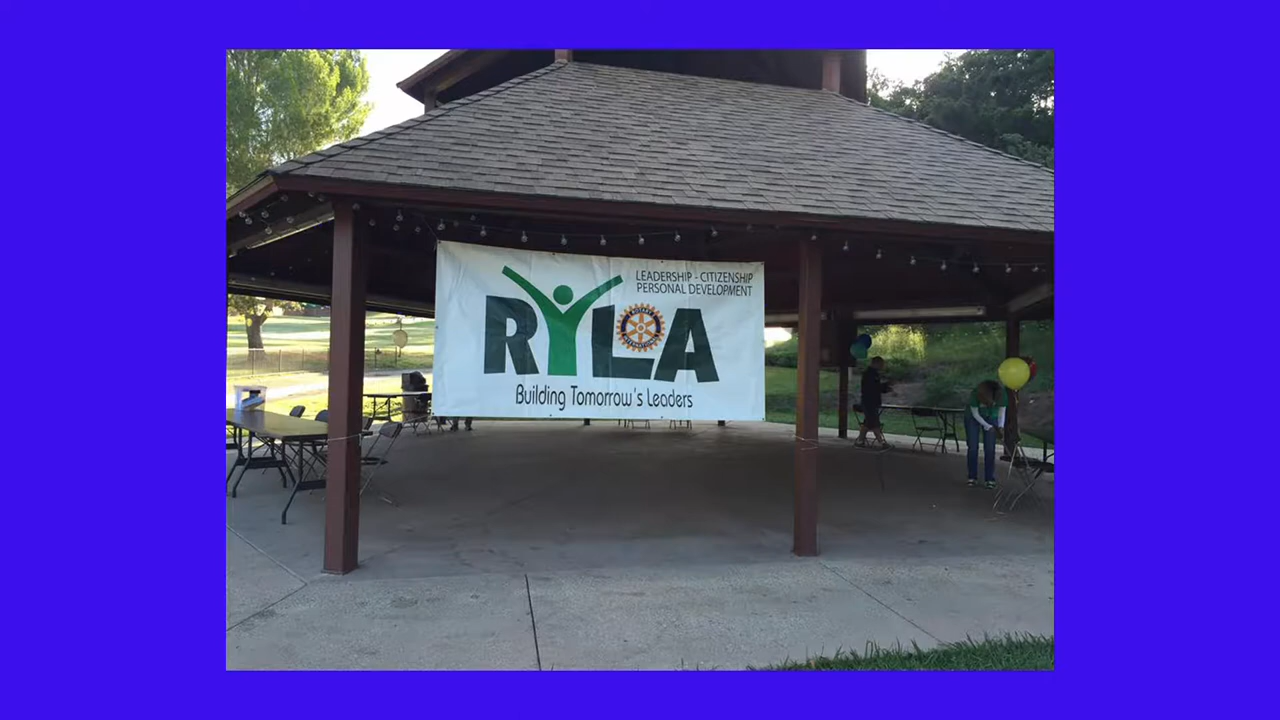 LEADERSHIP - CITIZENSHIP
PERSONAL DEVELOPMENT
RYLA
Building Tomorrow's Leaders